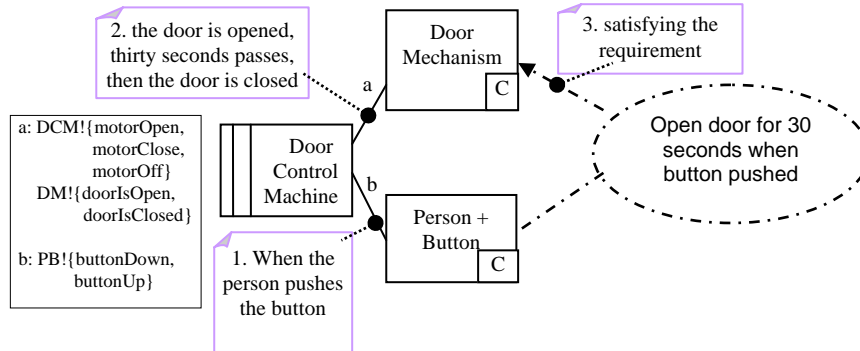 2. the door is opened,
thirty seconds passes,
then the door is closed
Door
Mechanism
C
3. satisfying the
requirement
a
a: DCM!{motorOpen,
motorClose,
motorOff}
DM!{doorIsOpen,
doorIsClosed}
b: PB!{buttonDown,
buttonUp}
Door
Control
Machine
Open door for 30
seconds when
button pushed
b
Person +
Button
C
1. When the
person pushes
the button